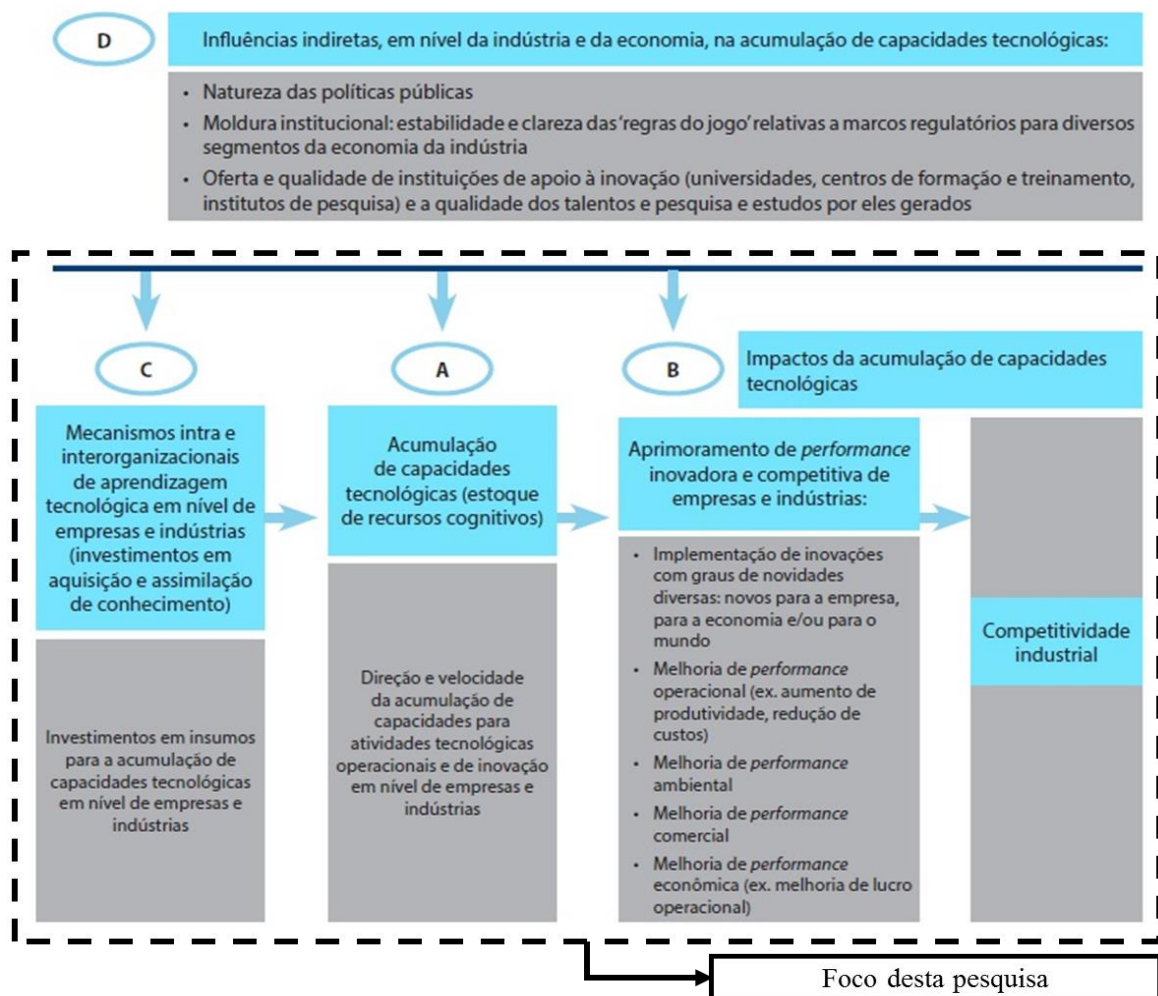 D
Influências indiretas, em nível da indústria e da economia, na acumulação de capacidades tecnológicas:
• Natureza das políticas públicas
• Moldura institucional: estabilidade e clareza das 'regras do jogo' relativas a marcos regulatórios para diversos
segmentos da economia da indústria
• Oferta e qualidade de instituições de apoio à inovação (universidades, centros de formação e treinamento,
institutos de pesquisa) e a qualidade dos talentos e pesquisa e estudos por eles gerados
C
Mecanismos intra e
interorganizacionais
de aprendizagem
tecnológica em nível de
empresas e indústrias
(investimentos em
aquisição e assimilação
de conhecimento)
Investimentos em insumos
para a acumulação de
capacidades tecnológicas
em nível de empresas e
indústrias
A
Acumulação
de capacidades
tecnológicas (estoque
de recursos cognitivos)
Direção e velocidade
da acumulação de
capacidades para
atividades tecnológicas
operacionais e de inovação
em nível de empresas e
indústrias
B
Impactos da acumulação de capacidades
tecnológicas
Aprimoramento de performance
inovadora e competitiva de
empresas e indústrias:
• Implementação de inovações
com graus de novidades
diversas: novos para a empresa,
para a economia e/ou para o
mundo
• Melhoria de performance
operacional (ex. aumento de
produtividade, redução de
custos)
• Melhoria de performance
ambiental
• Melhoria de performance
comercial
• Melhoria de performance
econômica (ex. melhoria de lucro
operacional)
Competitividade
industrial
Foco desta pesquisa